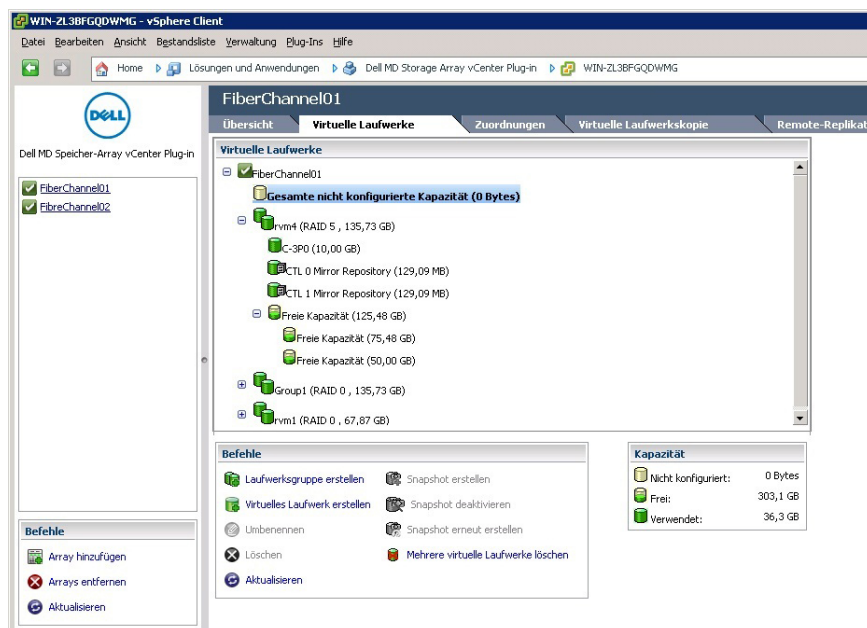 WIN-ZL3BFGQDWMG - vSphere Client
Datei Bearbeiten Ansicht Bestandsliste Verwaltung Plug-Ins Hilfe
Home Lösungen und Anwendungen Dell MD Storage Array vCenter Plug-in WIN-ZL3BFGQDWMG
DELL
Dell MD Speicher-Array vCenter Plug-in
FiberChannel01
FibreChannel02
Befehle
Array hinzufügen
Arrays entfernen
Aktualisieren
FiberChannel01
Übersicht Virtuelle Laufwerke Zuordnungen Virtuelle Laufwerkskopie Remote-Replikat
Virtuelle Laufwerke
FiberChannel01
Gesamte nicht konfigurierte Kapazität (0 Bytes)
rvm4 (RAID 5 , 135,73 GB)
C-3P0 (10,00 GB)
CTL 0 Mirror Repository (129,09 MB)
CTL 1 Mirror Repository (129,09 MB)
Freie Kapazität (125,48 GB)
Freie Kapazität (75,48 GB)
Freie Kapazität (50,00 GB)
Group1 (RAID 0 , 135,73 GB)
rvm1 (RAID 0 , 67,87 GB)
Befehle
Laufwerksgruppe erstellen Snapshot erstellen
Virtuelles Laufwerk erstellen Snapshot deaktivieren
Umbenennen Snapshot erneut erstellen
Löschen Mehrere virtuelle Laufwerke löschen
Aktualisieren
Kapazität
Nicht konfiguriert: 0 Bytes
Frei: 303,1 GB
Verwendet: 36,3 GB